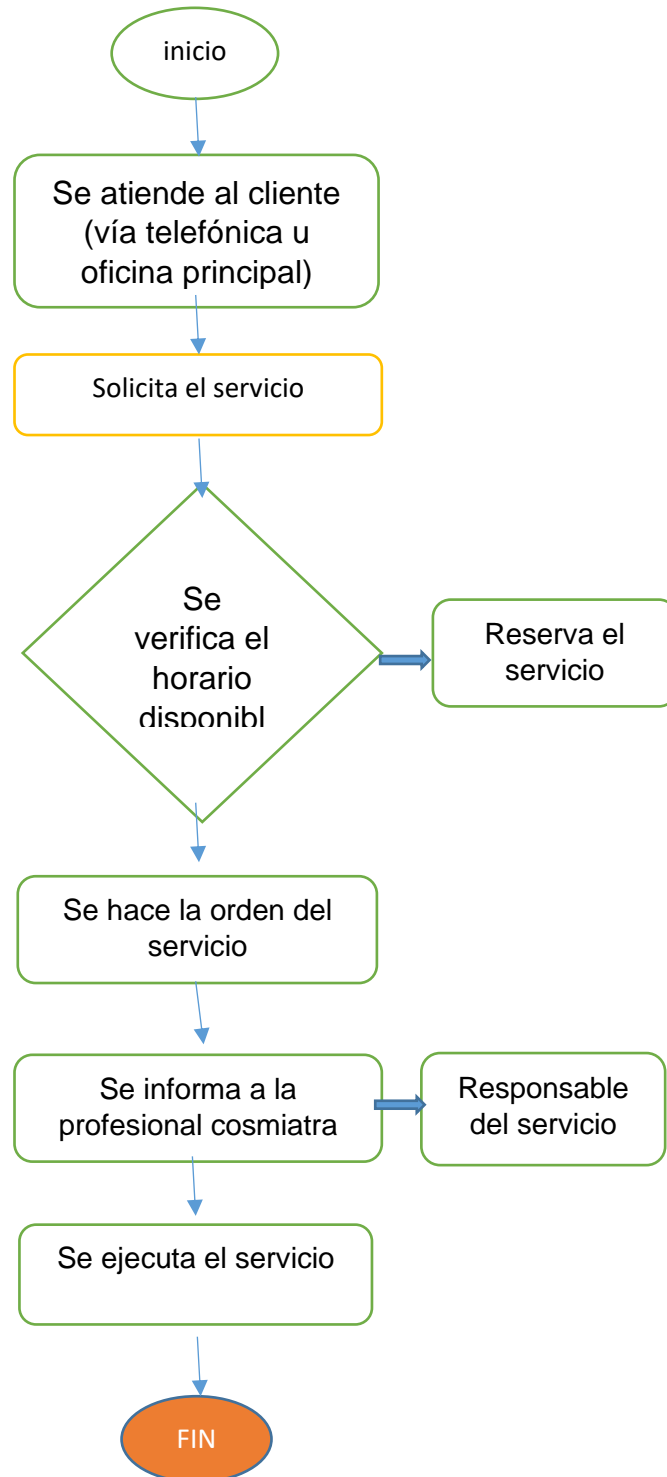 inicio
Se atiende al cliente
(vía telefónica u
oficina principal)
Solicita el servicio
Se
verifica el
horario
disponibl
Reserva el
servicio
Se hace la orden del
servicio
Se informa a la
profesional cosmiatra
Responsable
del servicio
Se ejecuta el servicio
FIN